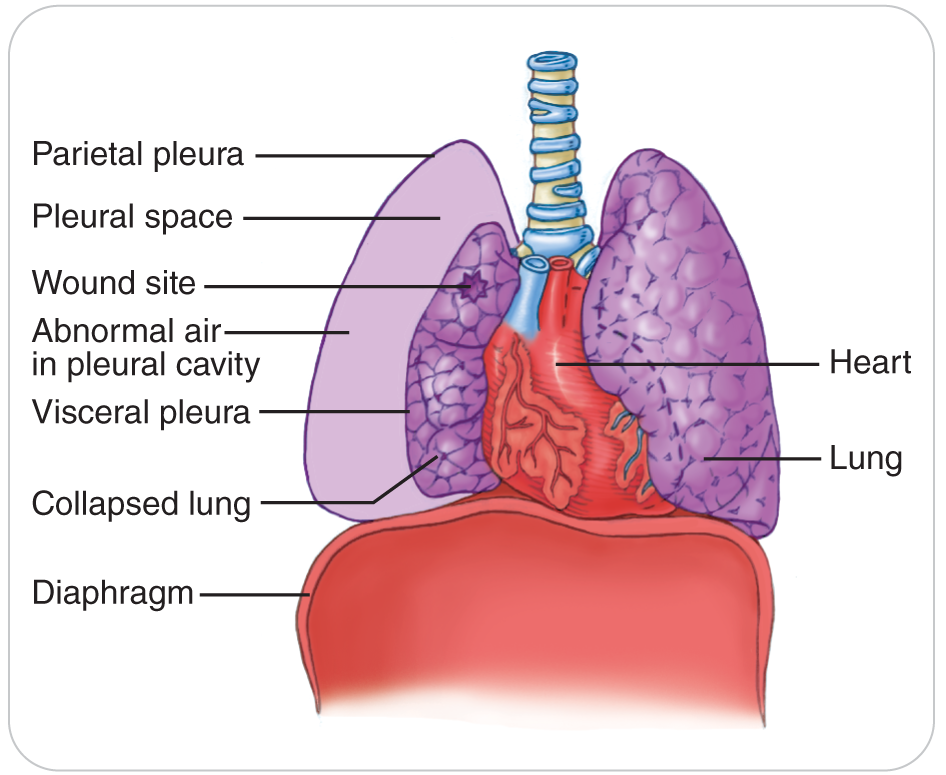 Parietal pleura
Pleural space
Wound site
Abnormal air
in pleural cavity
Visceral pleura
Collapsed lung
Diaphragm
Heart
Lung